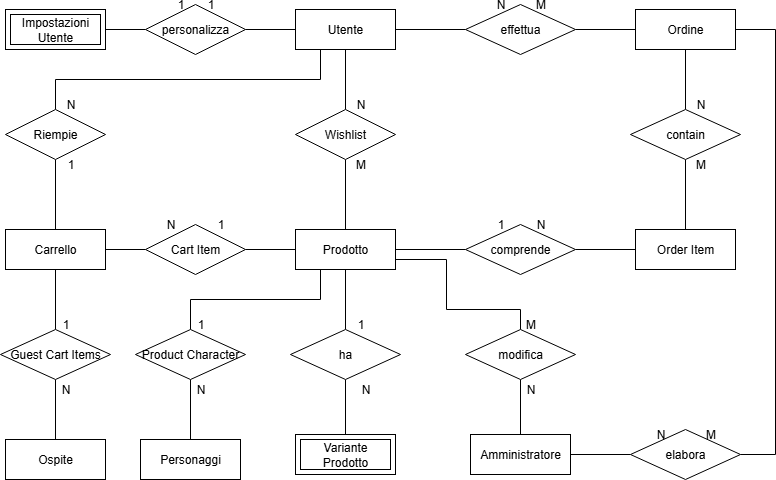 1 1
N M
Impostazioni
Utente
personalizza
Utente
effettua
Ordine
N
N
N
Riempie
Wishlist
contain
1
M
M
N 1
1 N
Carrello
Cart Item
Prodotto
comprende
Order Item
1
1
1
M
Guest Cart Items
Product Character
ha
modifica
N
N
N
N
N M
Ospite
Personaggi
Variante
Prodotto
Amministratore
elabora